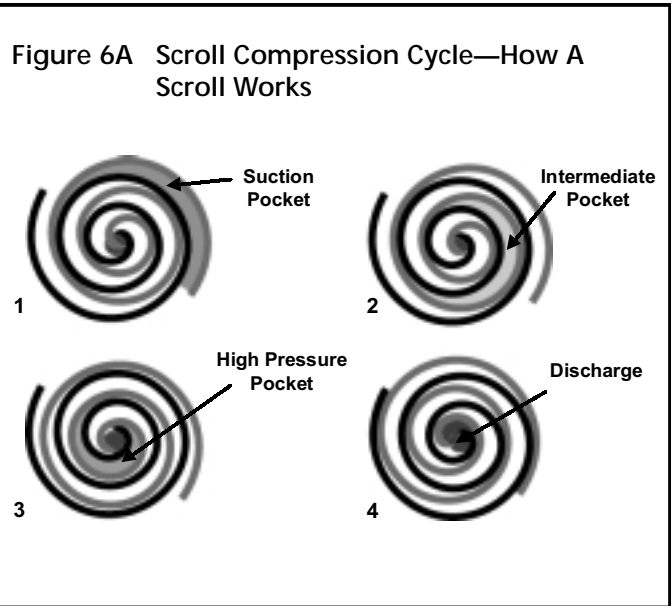 Figure 6A Scroll Compression Cycle—How A
Scroll Works
Suction
Pocket
1
Intermediate
Pocket
2
High Pressure
Pocket
3
Discharge
4